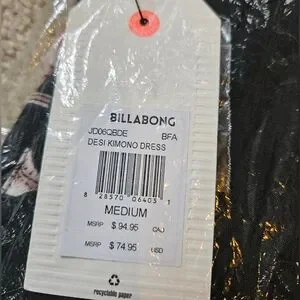 BILLABONG
JD06QBDE BFA
DESI KIMONO DRESS
8 28570 06403 1
MEDIUM
MSRP $ 94.95 CAD
MSRP $ 74.95 USD
recyclable paper